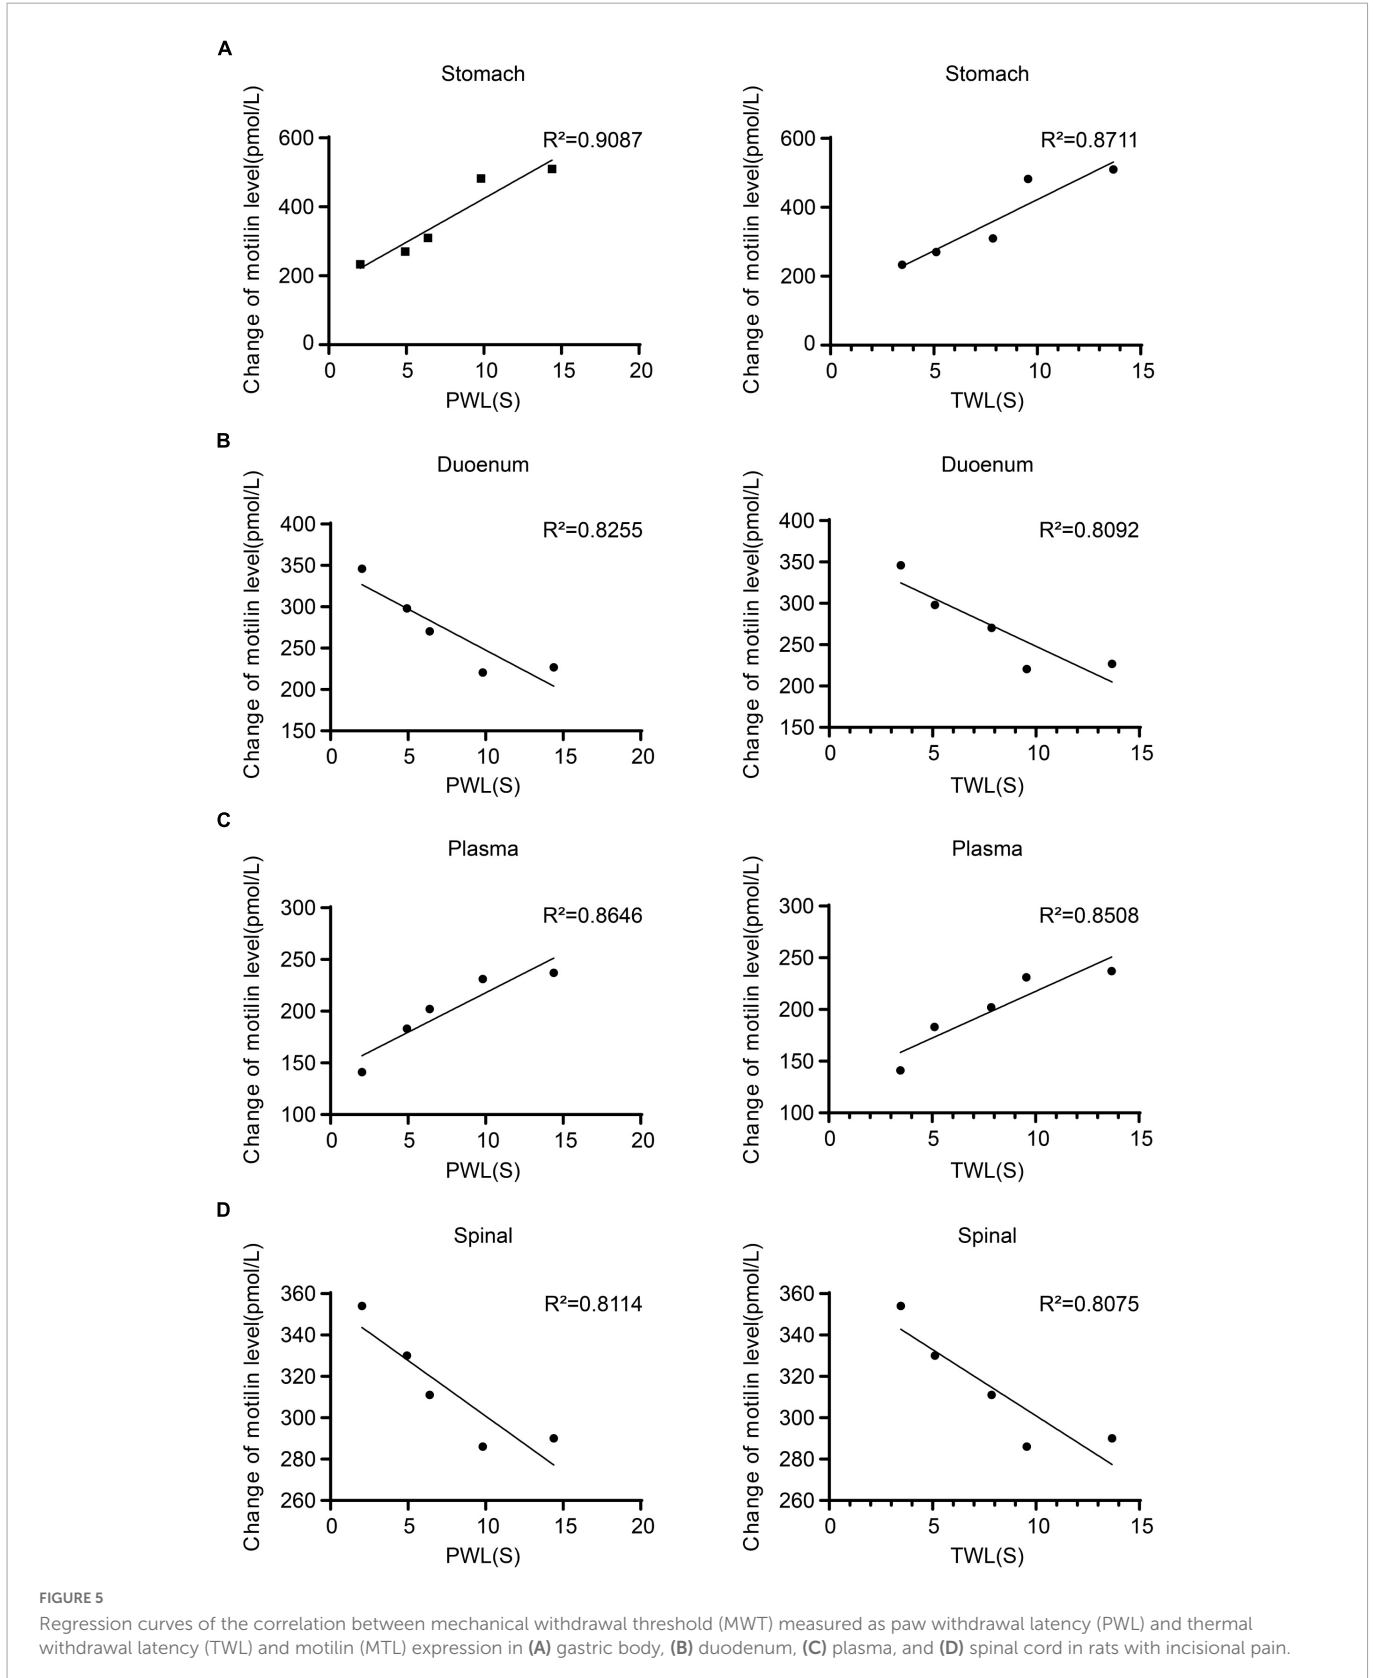 A
Stomach
Change of motilin level(pmol/L)
R²=0.9087
600
400
200
0
0 5 10 15 20
PWL(S)
Stomach
Change of motilin level(pmol/L)
R²=0.8711
600
400
200
0
0 5 10 15
TWL(S)
B
Duoenum
Change of motilin level(pmol/L)
R²=0.8255
400
350
300
250
200
150
0 5 10 15 20
PWL(S)
Duoenum
Change of motilin level(pmol/L)
R²=0.8092
400
350
300
250
200
150
0 5 10 15
TWL(S)
C
Plasma
Change of motilin level(pmol/L)
R²=0.8646
300
250
200
150
100
0 5 10 15 20
PWL(S)
Plasma
Change of motilin level(pmol/L)
R²=0.8508
300
250
200
150
100
0 5 10 15
TWL(S)
D
Spinal
Change of motilin level(pmol/L)
R²=0.8114
360
340
320
300
280
260
0 5 10 15 20
PWL(S)
Spinal
Change of motilin level(pmol/L)
R²=0.8075
360
340
320
300
280
260
0 5 10 15
TWL(S)
FIGURE 5
Regression curves of the correlation between mechanical withdrawal threshold (MWT) measured as paw withdrawal latency (PWL) and thermal
withdrawal latency (TWL) and motilin (MTL) expression in (A) gastric body, (B) duodenum, (C) plasma, and (D) spinal cord in rats with incisional pain.